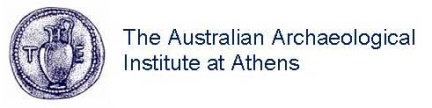 T E
The Australian Archaeological
Institute at Athens